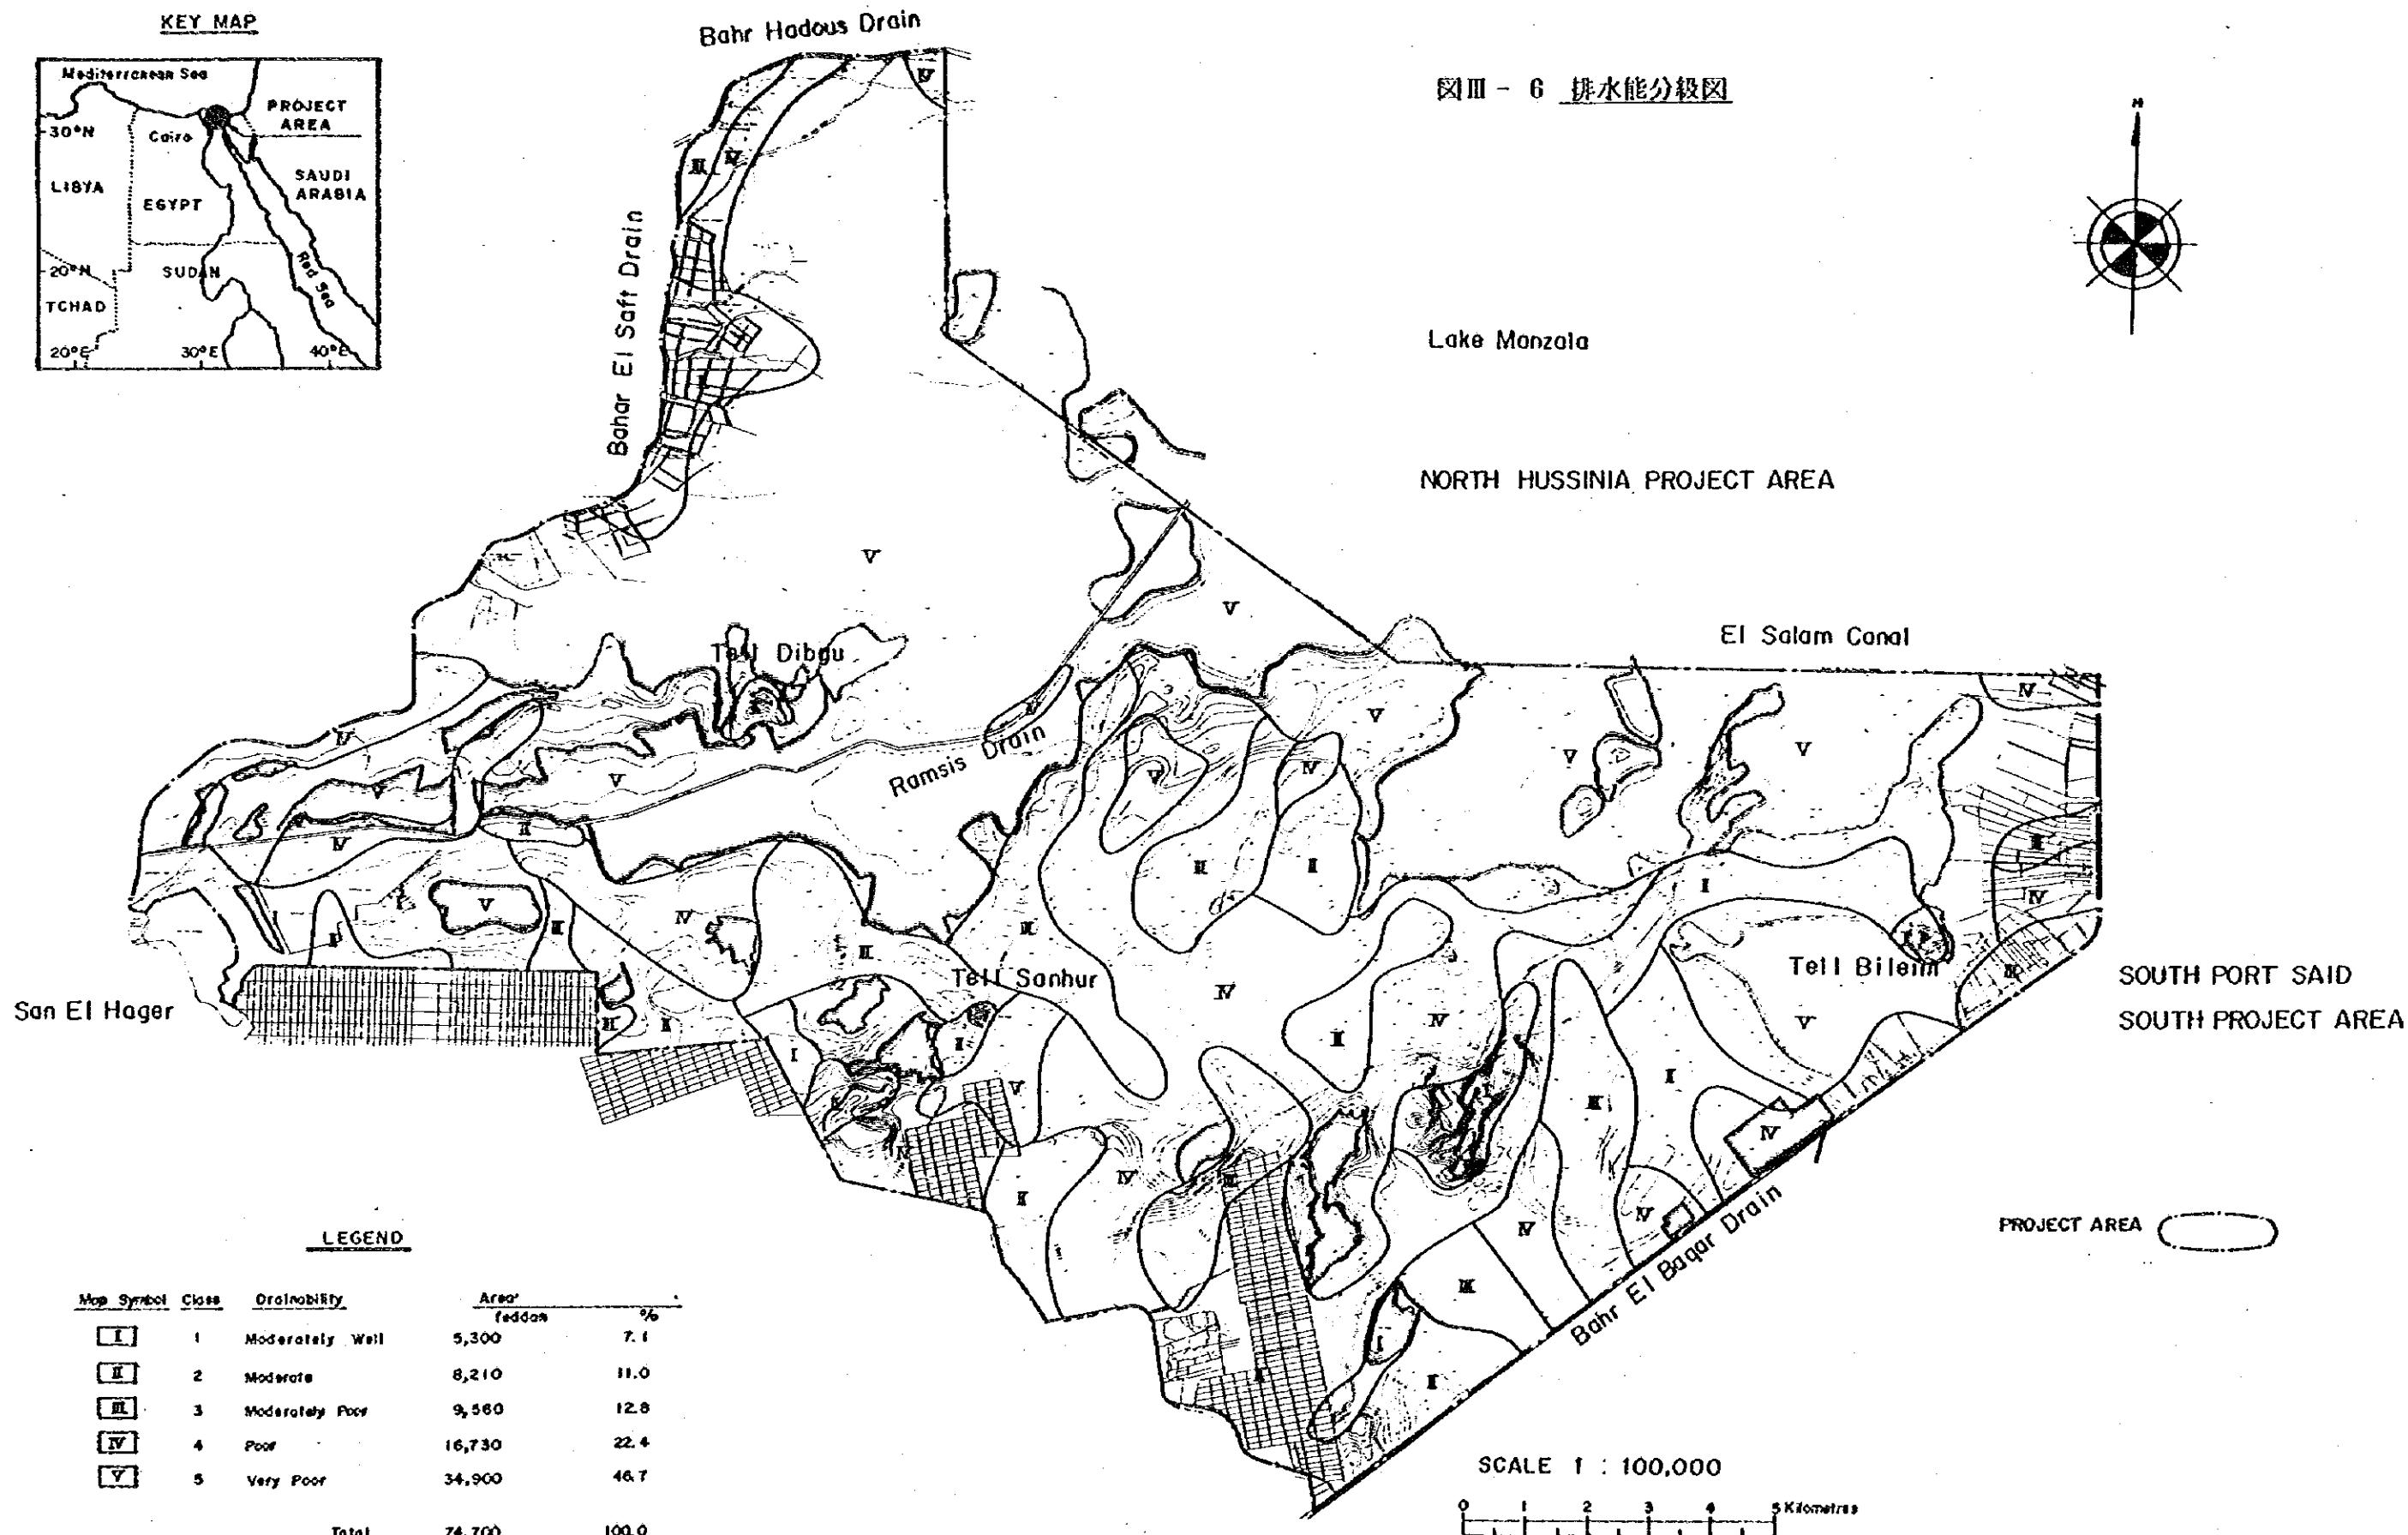 KEY MAP
Mediterranean Sea
PROJECT
AREA
30°N
Cairo
LIBYA
SAUDI
ARABIA
EGYPT
20°N
SUDAN
Red Sea
TCHAD
20°E
30°E
40°E
Bahr Hadous Drain
図Ⅲ - 6 排水能分級図
N
Bahar El Saft Drain
Lake Manzala
NORTH HUSSINIA PROJECT AREA
El Salam Canal
Tell Dibgu
Ramsis Drain
Tell Sanhur
Tell Bileim
San El Hager
SOUTH PORT SAID
SOUTH PROJECT AREA
Bahr El Baqar Drain
PROJECT AREA
LEGEND
Map Symbol Class Drainability Area
feddan %
I 1 Moderately Well 5,300 7.1
II 2 Moderate 8,210 11.0
III 3 Moderately Poor 9,560 12.8
IV 4 Poor 16,730 22.4
V 5 Very Poor 34,900 46.7
Total 74,700 100.0
SCALE 1 : 100,000
0 1 2 3 4 5 Kilometres